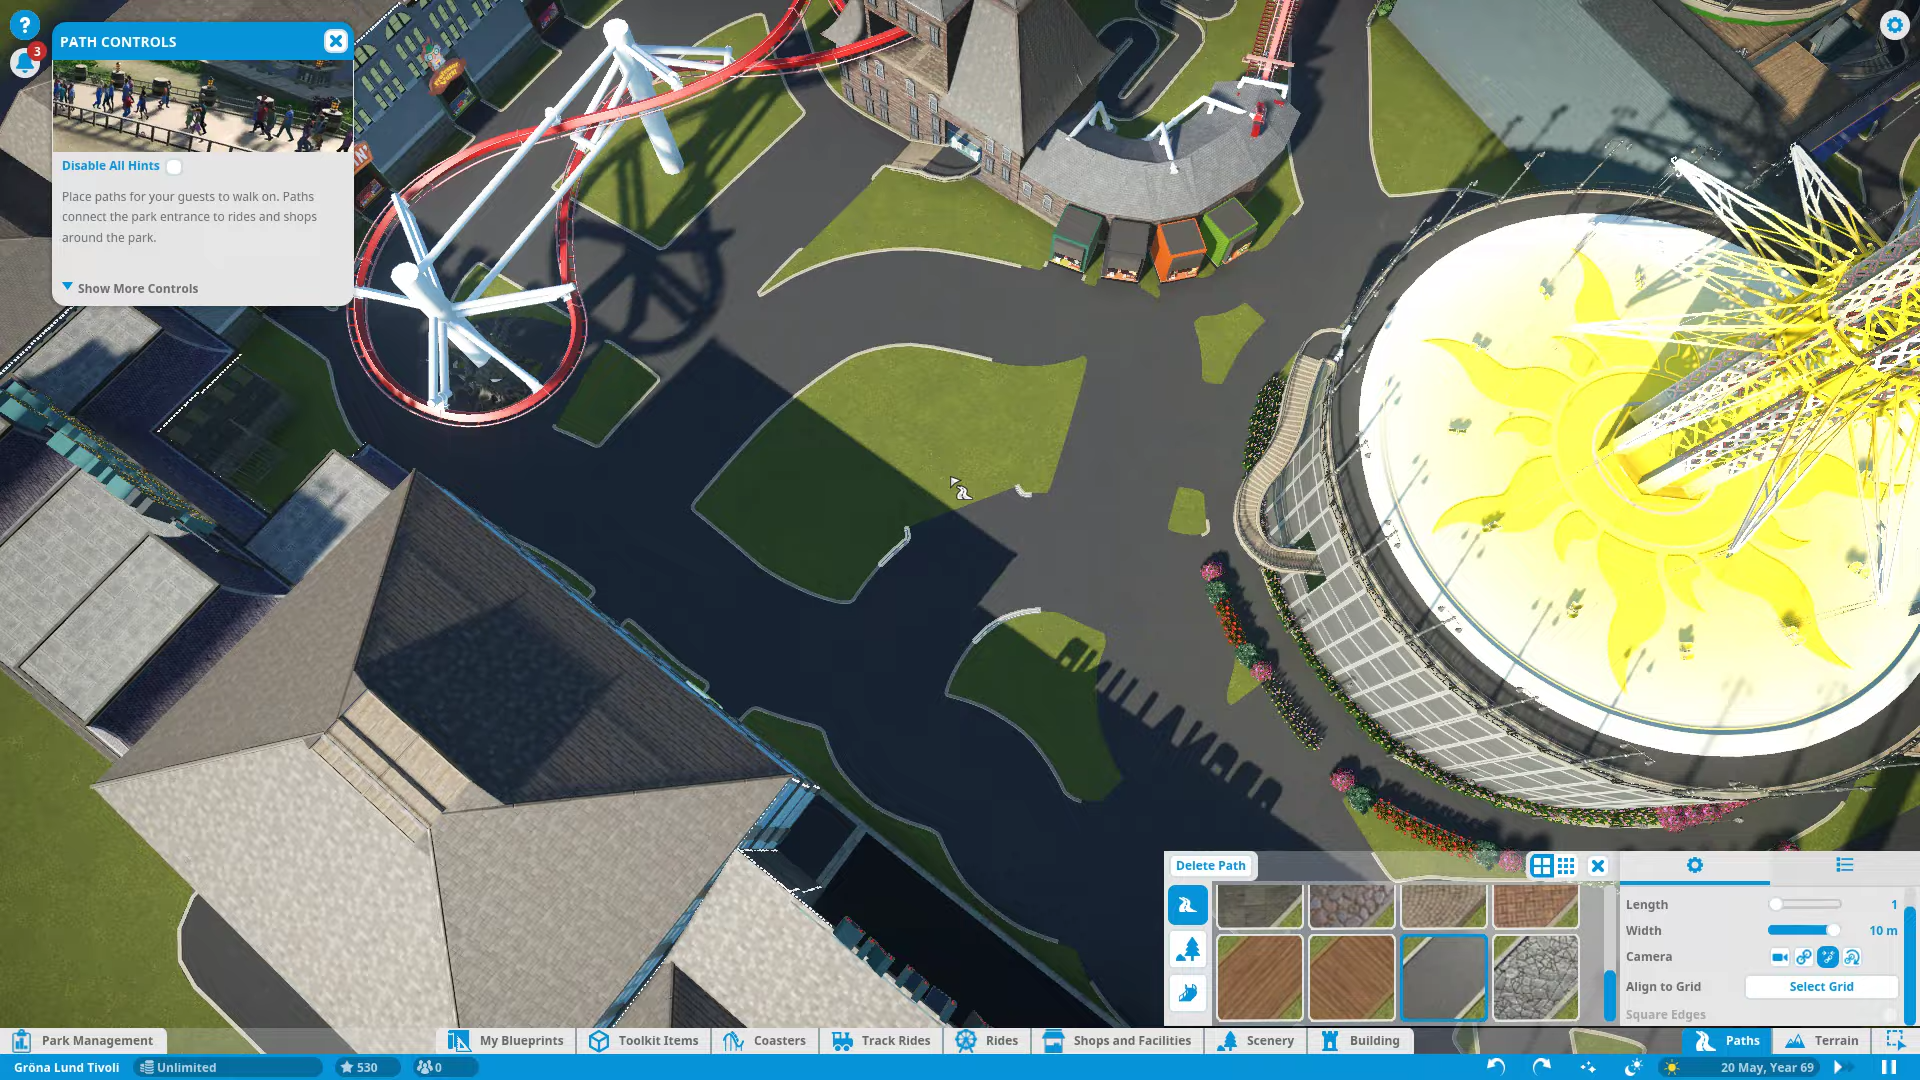 ?
3
PATH CONTROLS
Disable All Hints
Place paths for your guests to walk on. Paths
connect the park entrance to rides and shops
around the park.
Show More Controls
Delete Path
Length 1
Width 10 m
Camera
Align to Grid Select Grid
Square Edges
Park Management
My Blueprints
Toolkit Items
Coasters
Track Rides
Rides
Shops and Facilities
Scenery
Building
Paths
Terrain
Gröna Lund Tivoli
Unlimited
530
0
20 May, Year 69